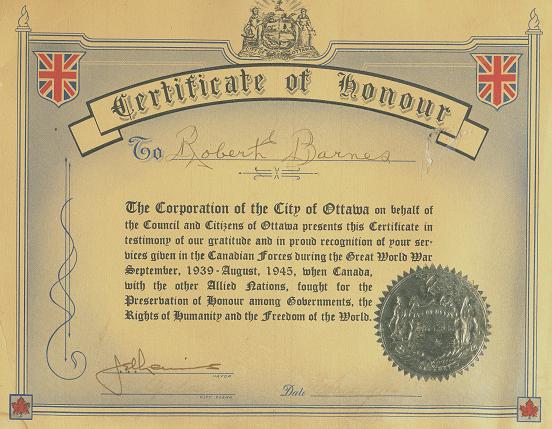 Certificate of Honour
To Robert Barnes
The Corporation of the City of Ottawa on behalf of
the Council and Citizens of Ottawa presents this Certificate in
testimony of our gratitude and in proud recognition of your ser-
vices given in the Canadian Forces during the Great World War
September, 1939-August, 1945, when Canada,
with the other Allied Nations, fought for the
Preservation of Honour among Governments, the
Rights of Humanity and the Freedom of the World.
MAYOR
CITY CLERK
Date